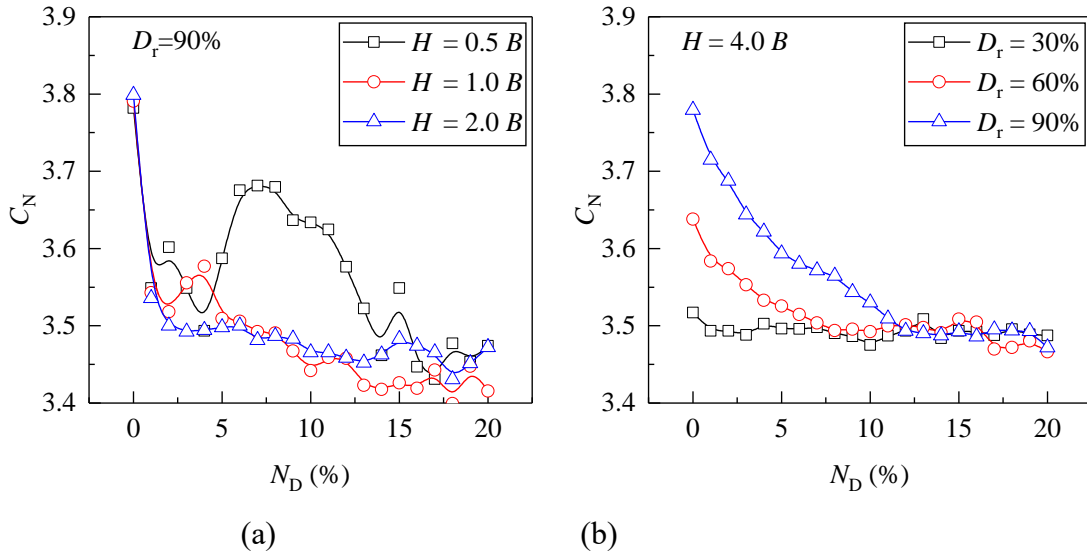 D_r=90%
H = 0.5 B
H = 1.0 B
H = 2.0 B
3.9
3.8
3.7
3.6
3.5
3.4
C_N
0 5 10 15 20
N_D (%)
(a)
H = 4.0 B
D_r = 30%
D_r = 60%
D_r = 90%
3.9
3.8
3.7
3.6
3.5
3.4
C_N
0 5 10 15 20
N_D (%)
(b)